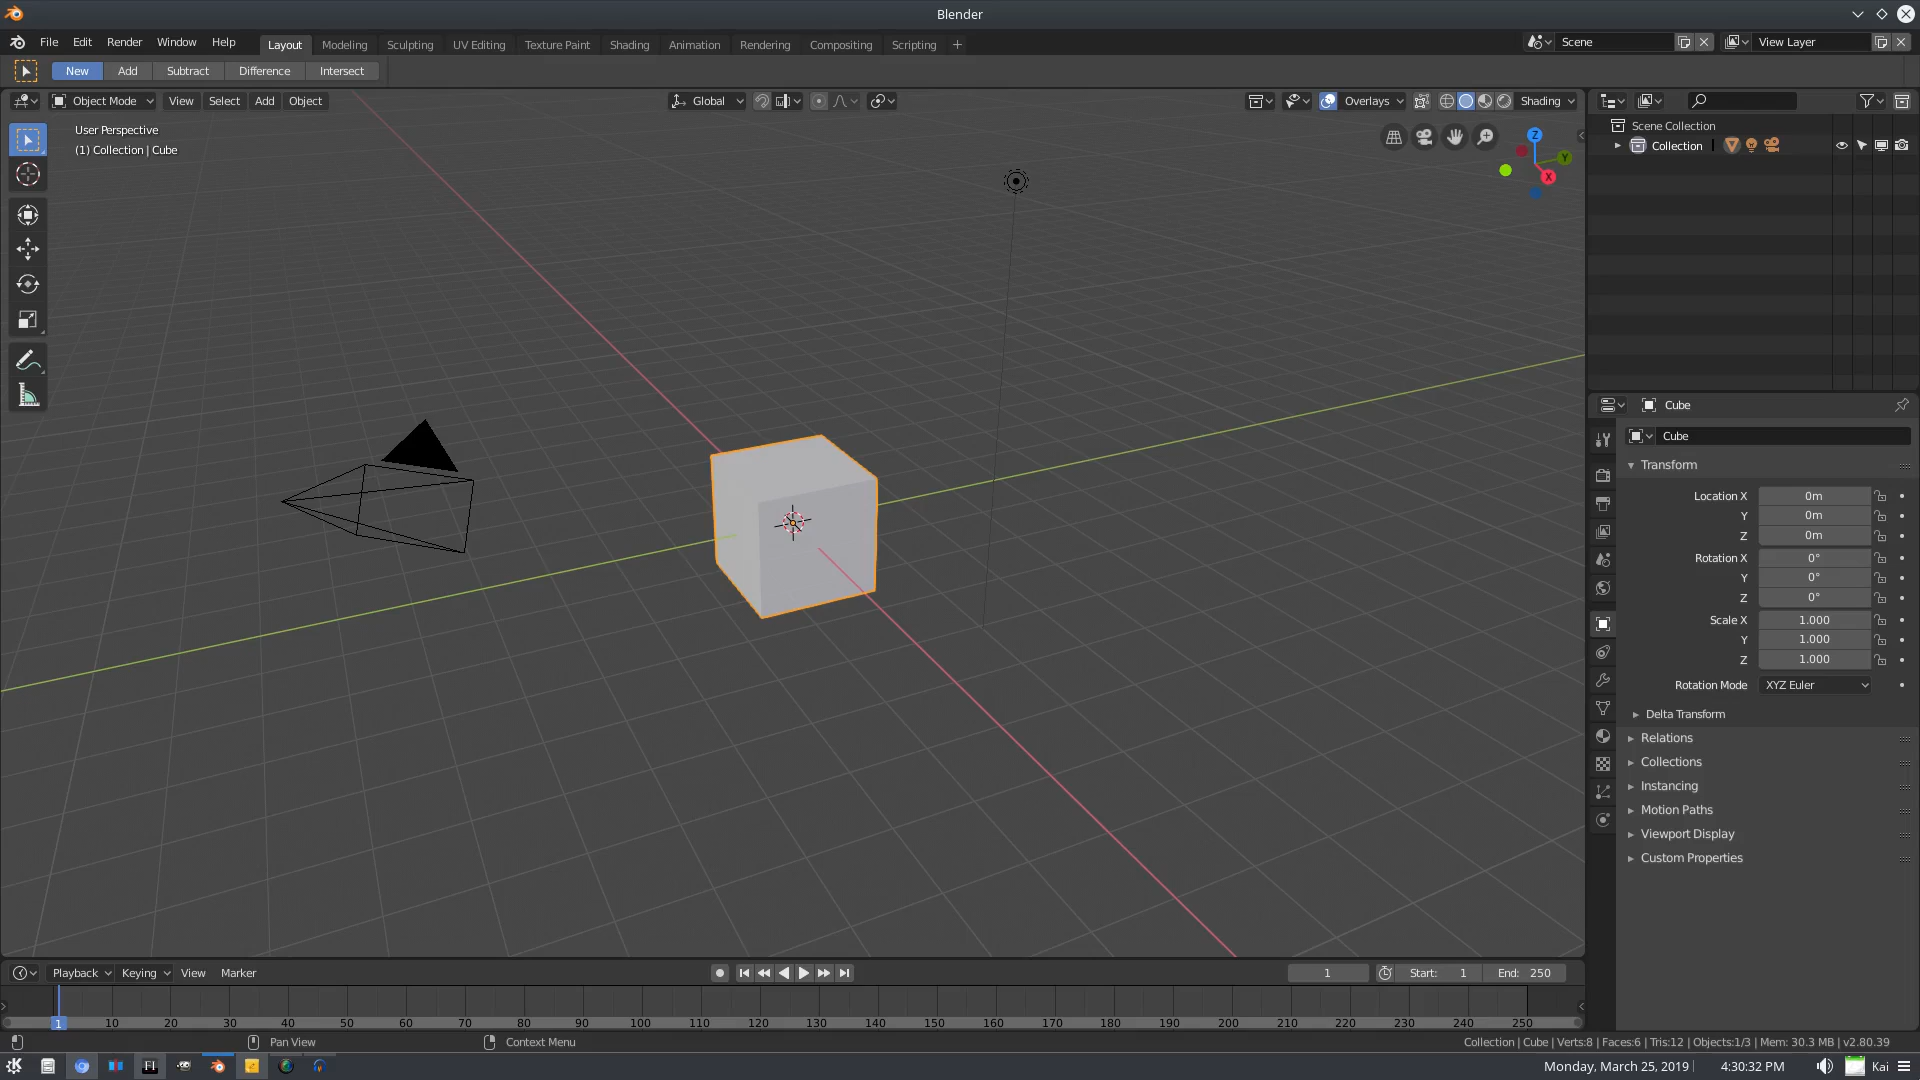 Blender
File Edit Render Window Help Layout Modeling Sculpting UV Editing Texture Paint Shading Animation Rendering Compositing Scripting + Scene View Layer
New Add Subtract Difference Intersect
Object Mode View Select Add Object Global Overlays Shading
User Perspective
(1) Collection | Cube
Z
Y
X
Scene Collection
Collection
Cube
Cube
Transform
Location X 0m
Y 0m
Z 0m
Rotation X 0°
Y 0°
Z 0°
Scale X 1.000
Y 1.000
Z 1.000
Rotation Mode XYZ Euler
Delta Transform
Relations
Collections
Instancing
Motion Paths
Viewport Display
Custom Properties
Playback Keying View Marker 1 Start: 1 End: 250
1 10 20 30 40 50 60 70 80 90 100 110 120 130 140 150 160 170 180 190 200 210 220 230 240 250
Pan View Context Menu Collection | Cube | Verts:8 | Faces:6 | Tris:12 | Objects:1/3 | Mem: 30.3 MB | v2.80.39
Monday, March 25, 2019 4:30:32 PM Kai